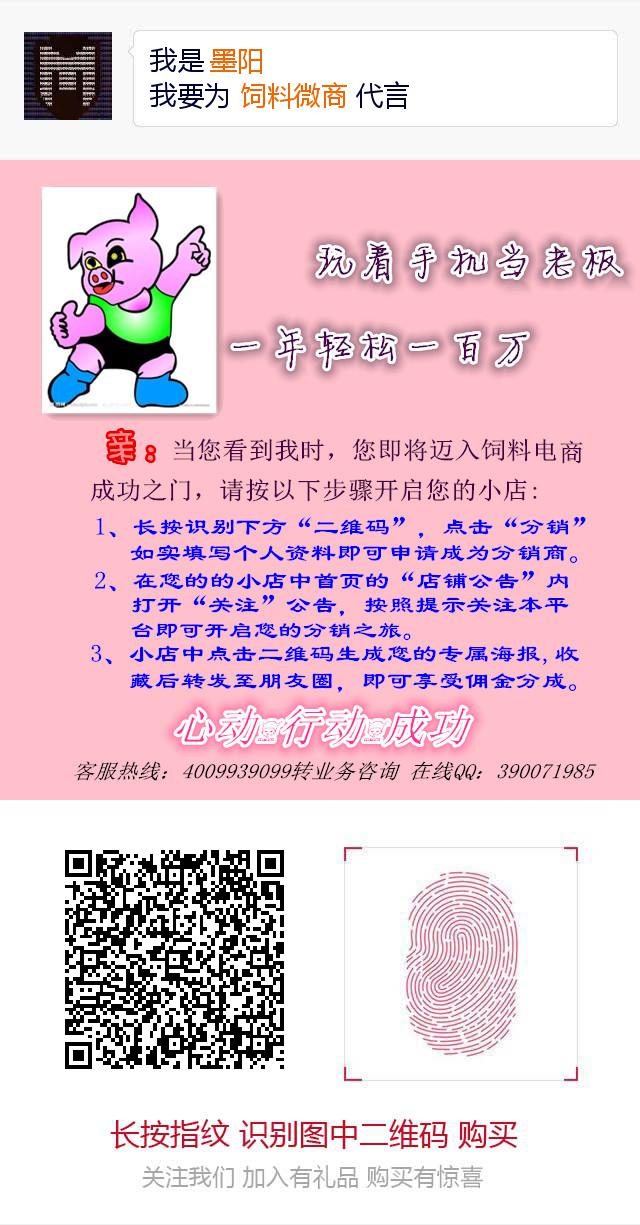 我是墨阳
我要为 饲料微商 代言
玩着手机当老板
一年轻松一百万
亲：当您看到我时，您即将迈入饲料电商
成功之门，请按以下步骤开启您的小店:
1、长按识别下方“二维码”，点击“分销”
如实填写个人资料即可申请成为分销商。
2、在您的的小店中首页的“店铺公告”内
打开“关注”公告，按照提示关注本平
台即可开启您的分销之旅。
3、小店中点击二维码生成您的专属海报,收
藏后转发至朋友圈，即可享受佣金分成。
心动 行动 成功
客服热线：4009939099转业务咨询 在线QQ：390071985
长按指纹 识别图中二维码 购买
关注我们 加入有礼品 购买有惊喜